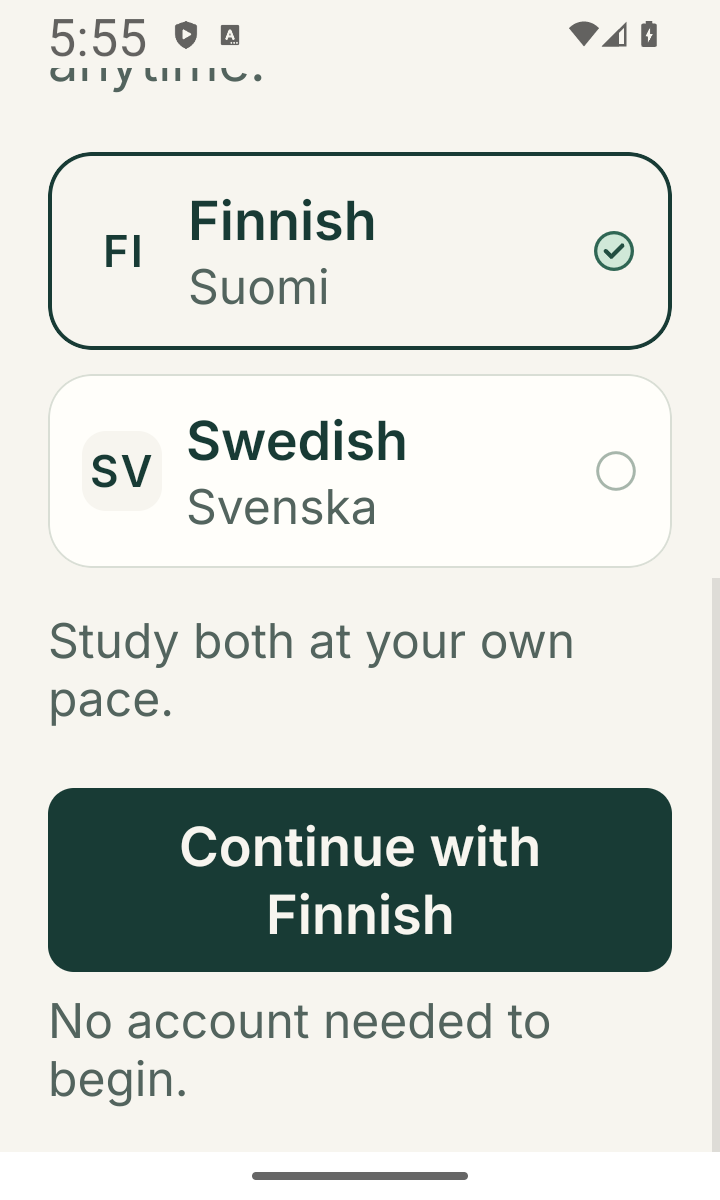 5:55
anytime.
FI
Finnish
Suomi
SV
Swedish
Svenska
Study both at your own
pace.
Continue with
Finnish
No account needed to
begin.